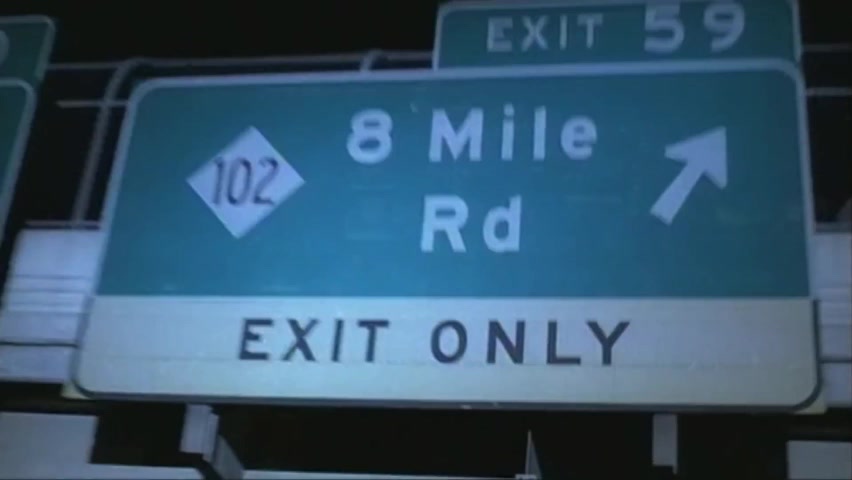 EXIT 59
102
8 Mile
Rd
EXIT ONLY